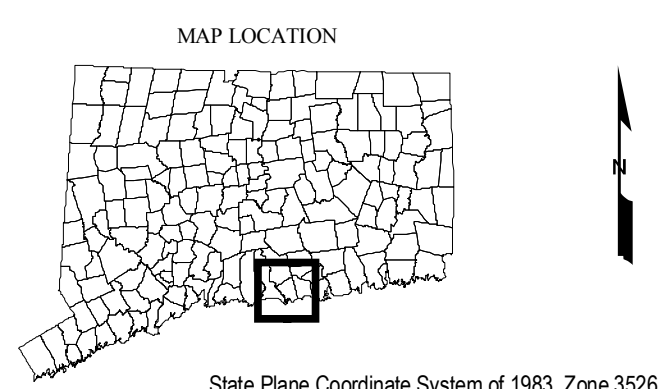 MAP LOCATION
N
State Plane Coordinate System of 1983, Zone 3526